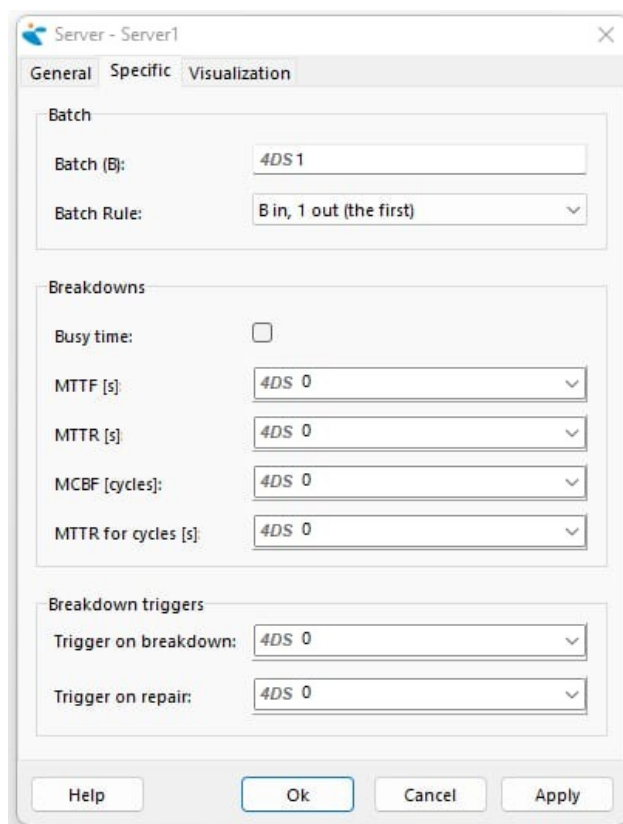 Server - Server1
General Specific Visualization
Batch
Batch (B): 4DS 1
Batch Rule: B in, 1 out (the first)
Breakdowns
Busy time:
MTTF [s]: 4DS 0
MTTR [s]: 4DS 0
MCBF [cycles]: 4DS 0
MTTR for cycles [s]: 4DS 0
Breakdown triggers
Trigger on breakdown: 4DS 0
Trigger on repair: 4DS 0
Help Ok Cancel Apply